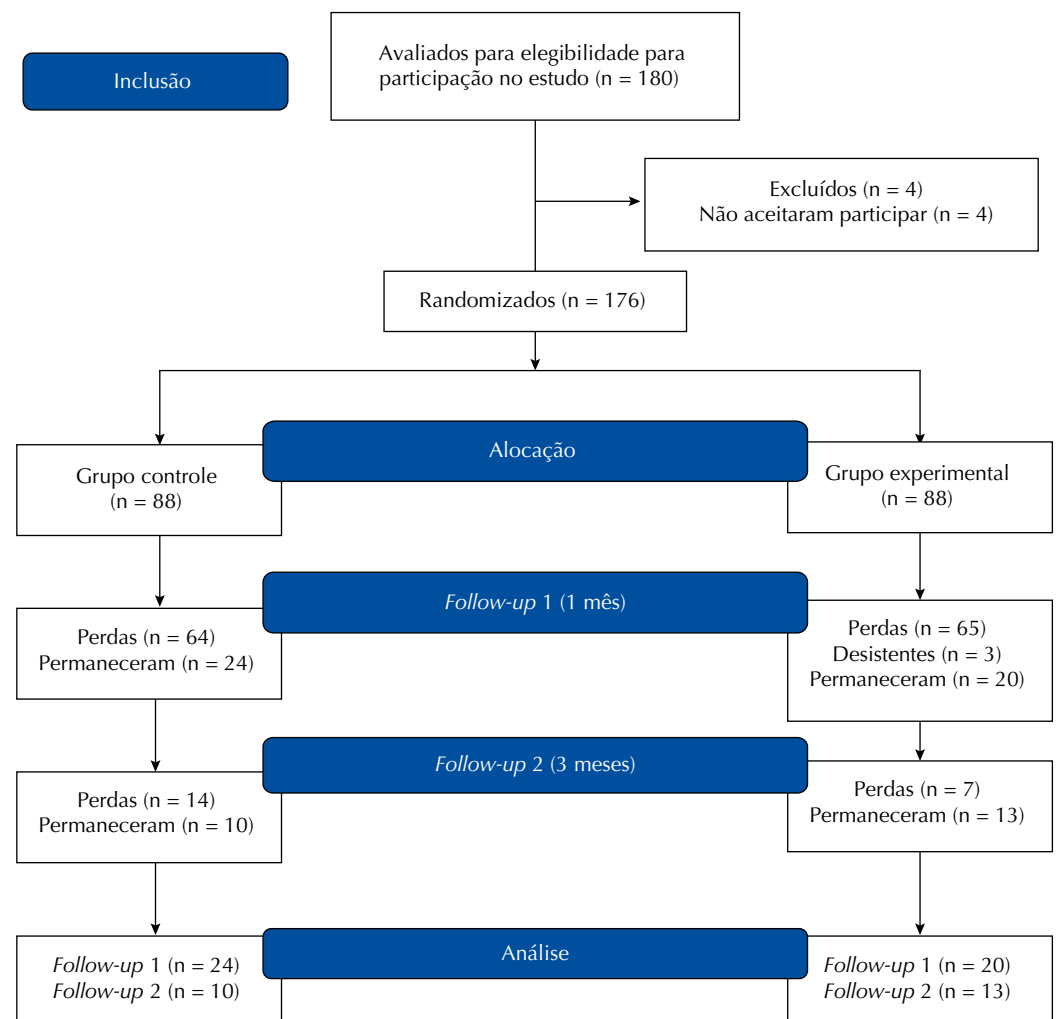 Inclusão
Avaliados para elegibilidade para
participação no estudo (n = 180)
Excluídos (n = 4)
Não aceitaram participar (n = 4)
Randomizados (n = 176)
Alocação
Grupo controle
(n = 88)
Grupo experimental
(n = 88)
Follow-up 1 (1 mês)
Perdas (n = 64)
Permaneceram (n = 24)
Perdas (n = 65)
Desistentes (n = 3)
Permaneceram (n = 20)
Follow-up 2 (3 meses)
Perdas (n = 14)
Permaneceram (n = 10)
Perdas (n = 7)
Permaneceram (n = 13)
Análise
Follow-up 1 (n = 24)
Follow-up 2 (n = 10)
Follow-up 1 (n = 20)
Follow-up 2 (n = 13)